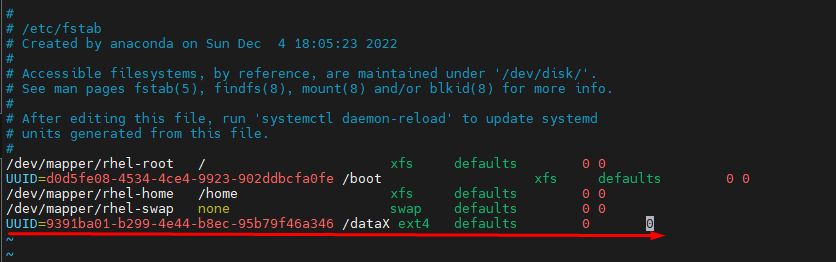 #
# /etc/fstab
# Created by anaconda on Sun Dec  4 18:05:23 2022
#
# Accessible filesystems, by reference, are maintained under '/dev/disk/'.
# See man pages fstab(5), findfs(8), mount(8) and/or blkid(8) for more info.
#
# After editing this file, run 'systemctl daemon-reload' to update systemd
# units generated from this file.
#
/dev/mapper/rhel-root   /                       xfs     defaults        0 0
UUID=d0d5fe08-4534-4ce4-9923-902ddbcfa0fe /boot                   xfs     defaults        0 0
/dev/mapper/rhel-home   /home                   xfs     defaults        0 0
/dev/mapper/rhel-swap   none                    swap    defaults        0 0
UUID=9391ba01-b299-4e44-b8ec-95b79f46a346 /dataX ext4   defaults        0       0
~
~